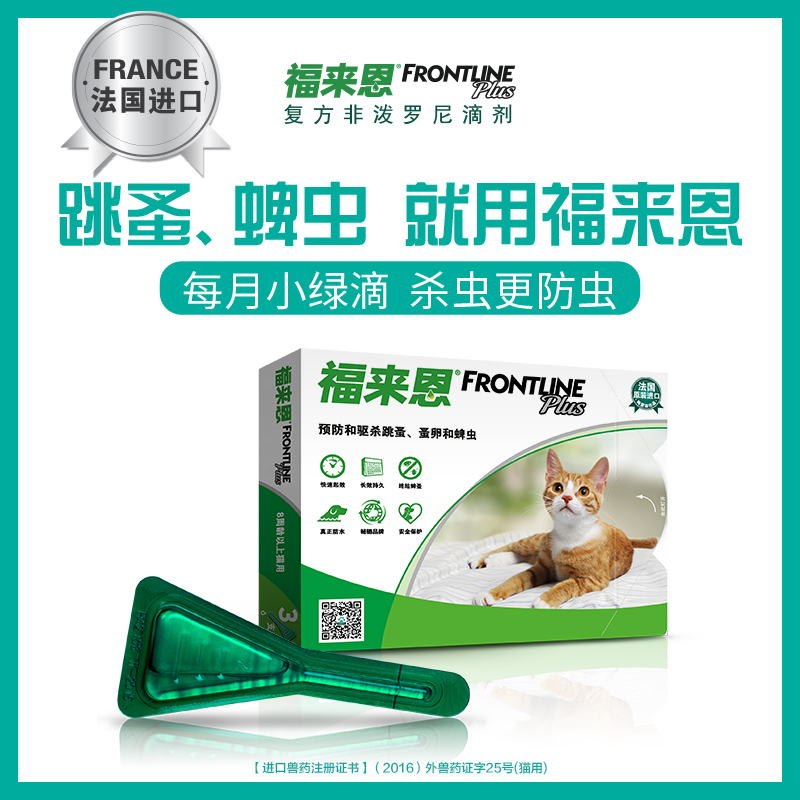 FRANCE
法国进口
福来恩® FRONTLINE Plus
复方非泼罗尼滴剂
跳蚤、蜱虫 就用福来恩
每月小绿滴 杀虫更防虫
福来恩 FRONTLINE Plus
8周龄以上猫用
3
福来恩® FRONTLINE Plus
法国
原装进口
预防和驱杀跳蚤、蚤卵和蜱虫
快速起效 长效持久 终结蜱蚤
真正防水 畅销品牌 安全保护
【进口兽药注册证书】(2016)外兽药证字25号(猫用)